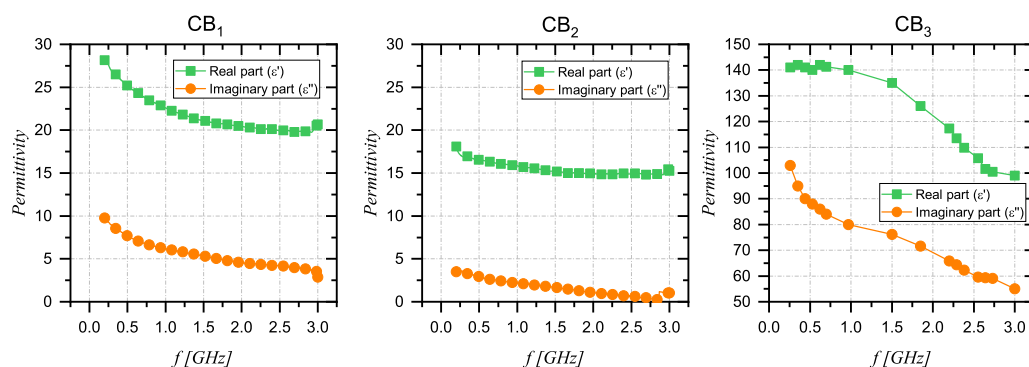 CB₁
Permittivity
30
25
20
15
10
5
0
Real part (ε')
Imaginary part (ε'')
0.0 0.5 1.0 1.5 2.0 2.5 3.0
f [GHz]
CB₂
Permittivity
30
25
20
15
10
5
0
Real part (ε')
Imaginary part (ε'')
0.0 0.5 1.0 1.5 2.0 2.5 3.0
f [GHz]
CB₃
Permittivity
150
140
130
120
110
100
90
80
70
60
50
Real part (ε')
Imaginary part (ε'')
0.0 0.5 1.0 1.5 2.0 2.5 3.0
f [GHz]